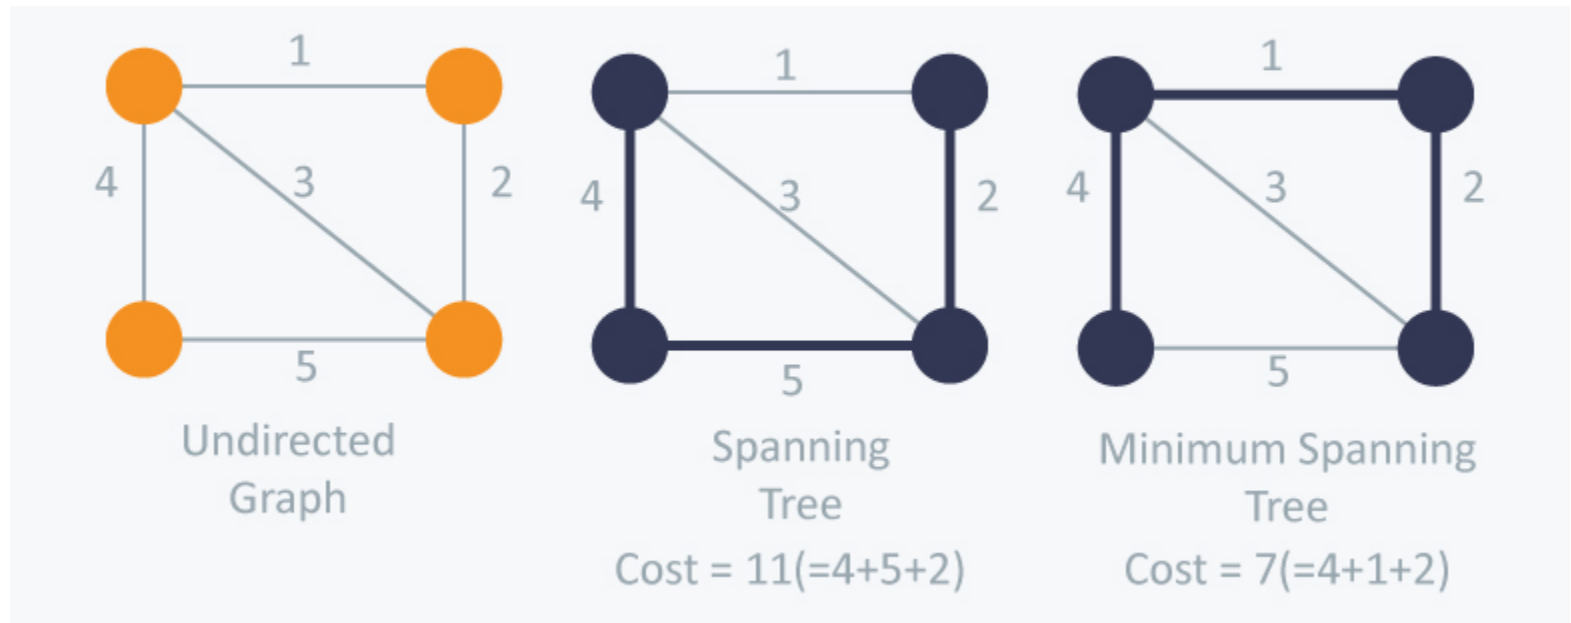 1
4
3
2
5
Undirected
Graph
1
4
3
2
5
Spanning
Tree
Cost = 11(=4+5+2)
1
4
3
2
5
Minimum Spanning
Tree
Cost = 7(=4+1+2)